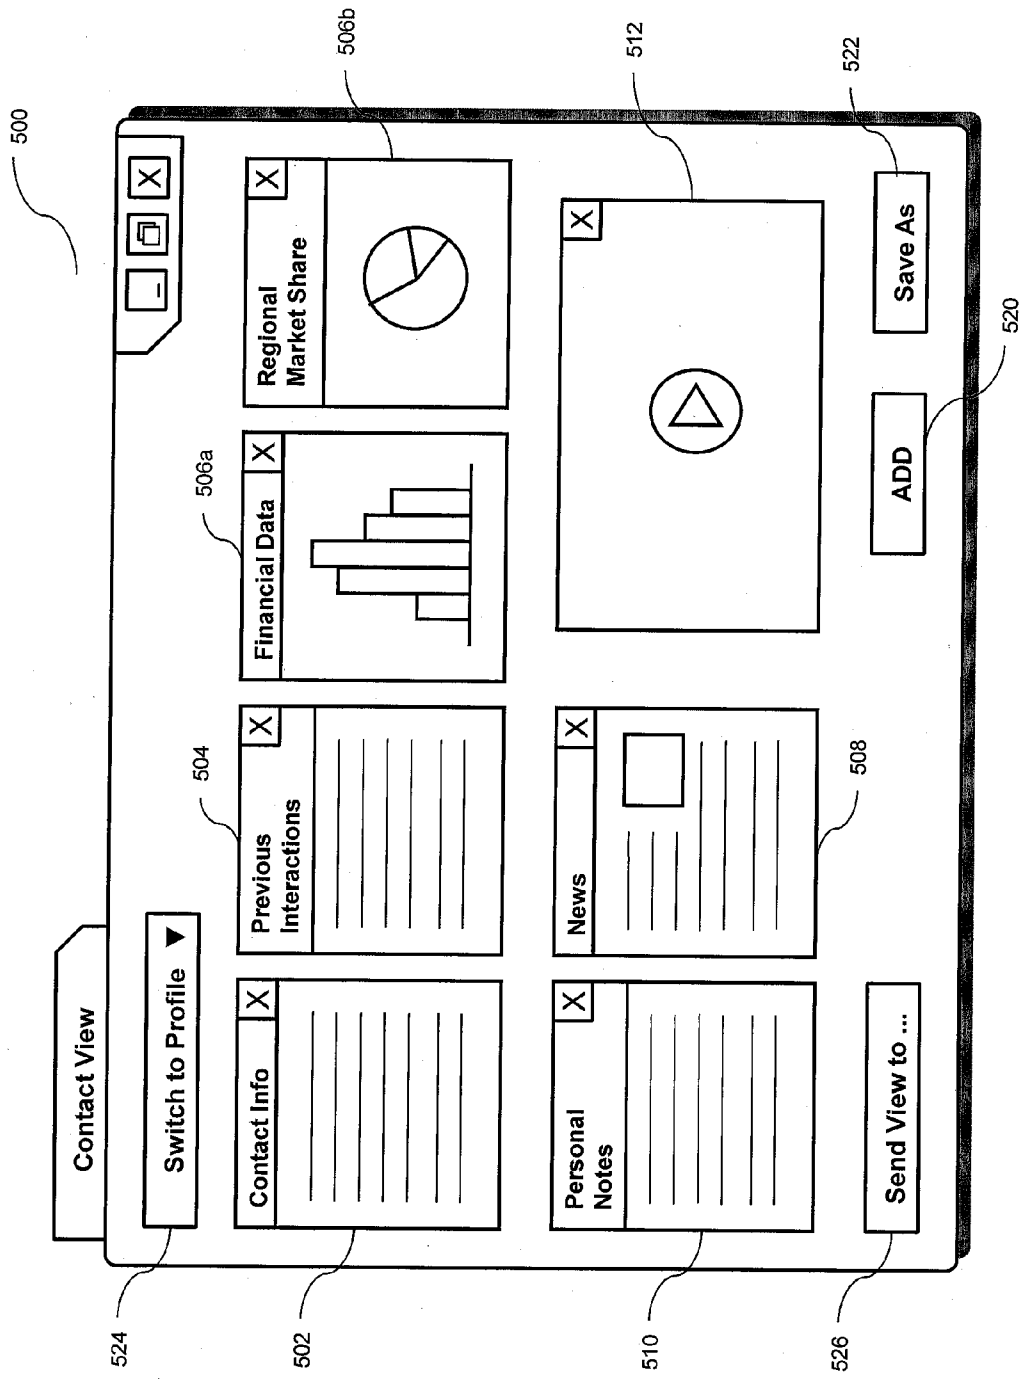 500
Contact View
_
X
524
Switch to Profile ▼
502
Contact Info
X
504
Previous
Interactions
X
506a
Financial Data
X
506b
Regional
Market Share
X
510
Personal
Notes
X
News
X
508
512
X
526
Send View to ...
ADD
520
Save As
522